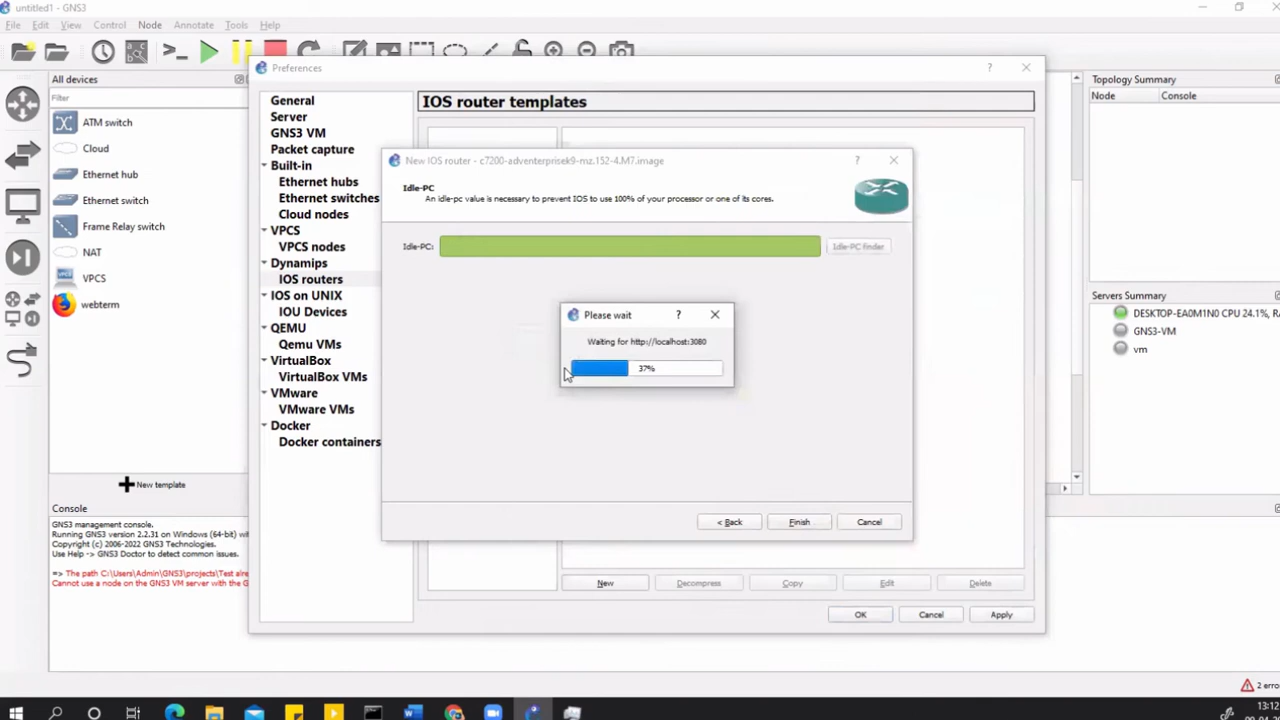 untitled1 - GNS3
File Edit View Control Node Annotate Tools Help
All devices
Filter
ATM switch
Cloud
Ethernet hub
Ethernet switch
Frame Relay switch
NAT
VPCS
webterm
New template
Console
GNS3 management console.
Running GNS3 version 2.2.31 on Windows (64-bit) wi
Copyright (c) 2006-2022 GNS3 Technologies.
Use Help -> GNS3 Doctor to detect common issues.
=> The path C:\Users\Admin\GNS3\projects\Test alre
Cannot use a node on the GNS3 VM server with the G
Preferences
?
General
Server
GNS3 VM
Packet capture
Built-in
Ethernet hubs
Ethernet switches
Cloud nodes
VPCS
VPCS nodes
Dynamips
IOS routers
IOS on UNIX
IOU Devices
QEMU
Qemu VMs
VirtualBox
VirtualBox VMs
VMware
VMware VMs
Docker
Docker containers
IOS router templates
New IOS router - c7200-adventerprisek9-mz.152-4.M7.image
?
Idle-PC
An idle-pc value is necessary to prevent IOS to use 100% of your processor or one of its cores.
Idle-PC:
Idle-PC finder
Please wait
?
Waiting for http://localhost:3080
37%
< Back Finish Cancel
New Decompress Copy Edit Delete
OK Cancel Apply
Topology Summary
Node Console
Servers Summary
DESKTOP-EA0M1N0 CPU 24.1%, RA
GNS3-VM
vm
2 erro
13:12